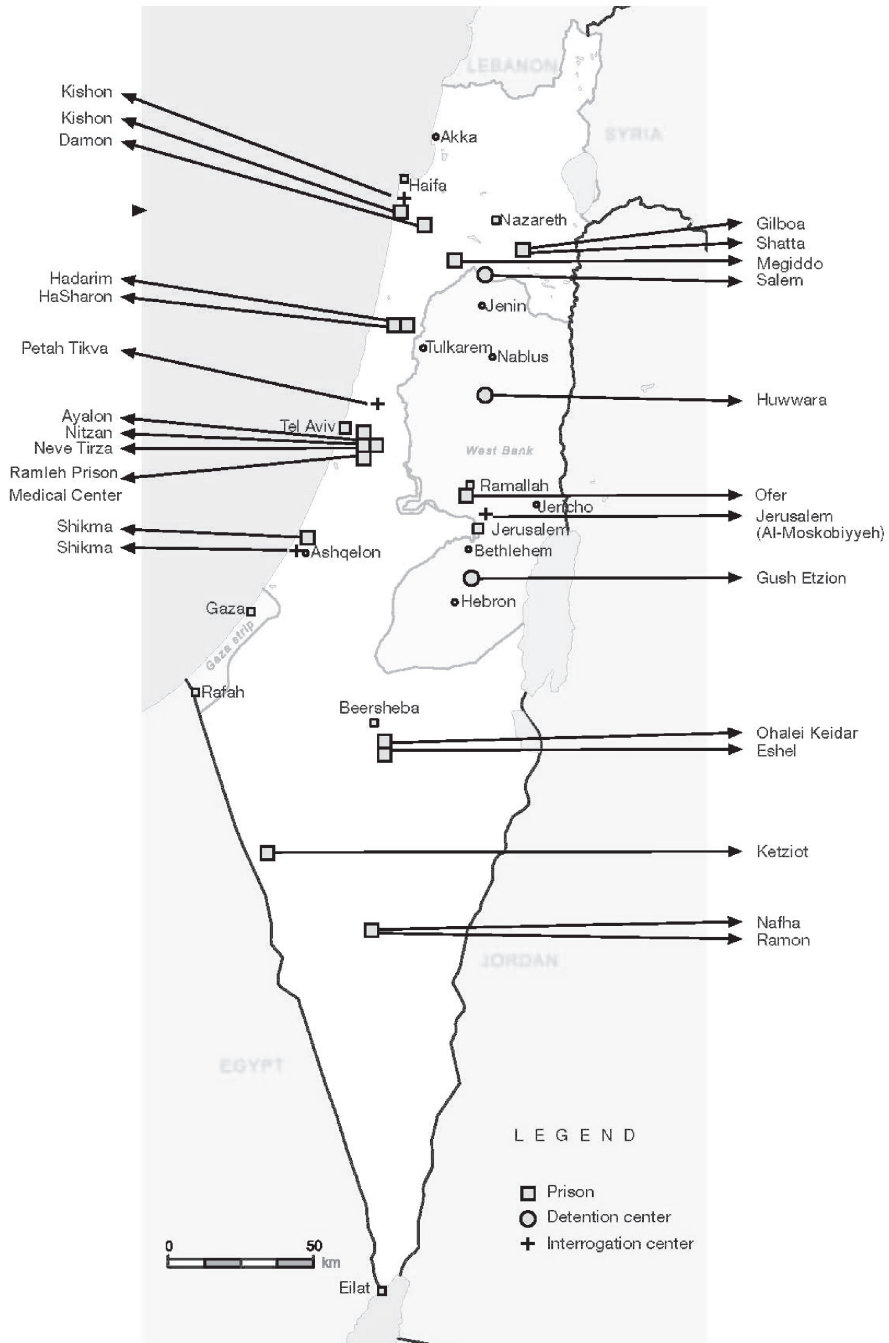 LEBANON
SYRIA
Kishon
Kishon
Damon
Akka
Haifa
Nazareth
Gilboa
Shatta
Megiddo
Salem
Hadarim
HaSharon
Jenin
Petah Tikva
Tulkarem
Nablus
Huwwara
Ayalon
Nitzan
Neve Tirza
Ramleh Prison
Medical Center
Tel Aviv
West Bank
Ramallah
Jericho
Ofer
Jerusalem
(Al-Moskobiyyeh)
Shikma
Shikma
Ashqelon
Jerusalem
Bethlehem
Gush Etzion
Hebron
Gaza
Gaza strip
Rafah
Beersheba
Ohalei Keidar
Eshel
Ketziot
Nafha
Ramon
JORDAN
EGYPT
LEGEND
Prison
Detention center
Interrogation center
0 50
km
Eilat